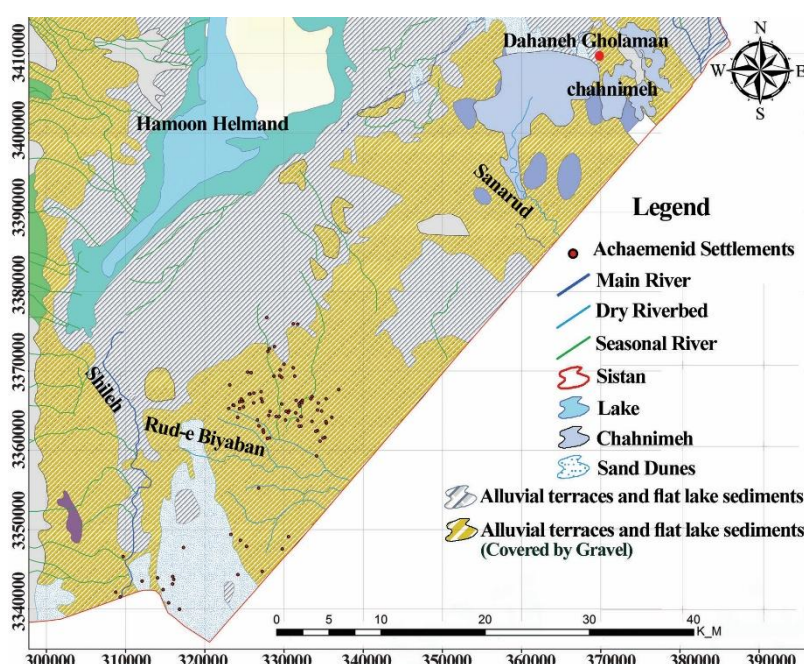 Dahaneh Gholaman
N
W
E
S
chahnimeh
Hamoon Helmand
Sanarud
Legend
Achaemenid Settlements
Main River
Dry Riverbed
Seasonal River
Sistan
Lake
Chahnimeh
Sand Dunes
Alluvial terraces and flat lake sediments
Alluvial terraces and flat lake sediments
(Covered by Gravel)
Shileh
Rud-e Biyaban
3410000
3400000
3390000
3380000
3370000
3360000
3350000
3340000
0 5 10 20 30 40
K_M
300000 310000 320000 330000 340000 350000 360000 370000 380000 390000